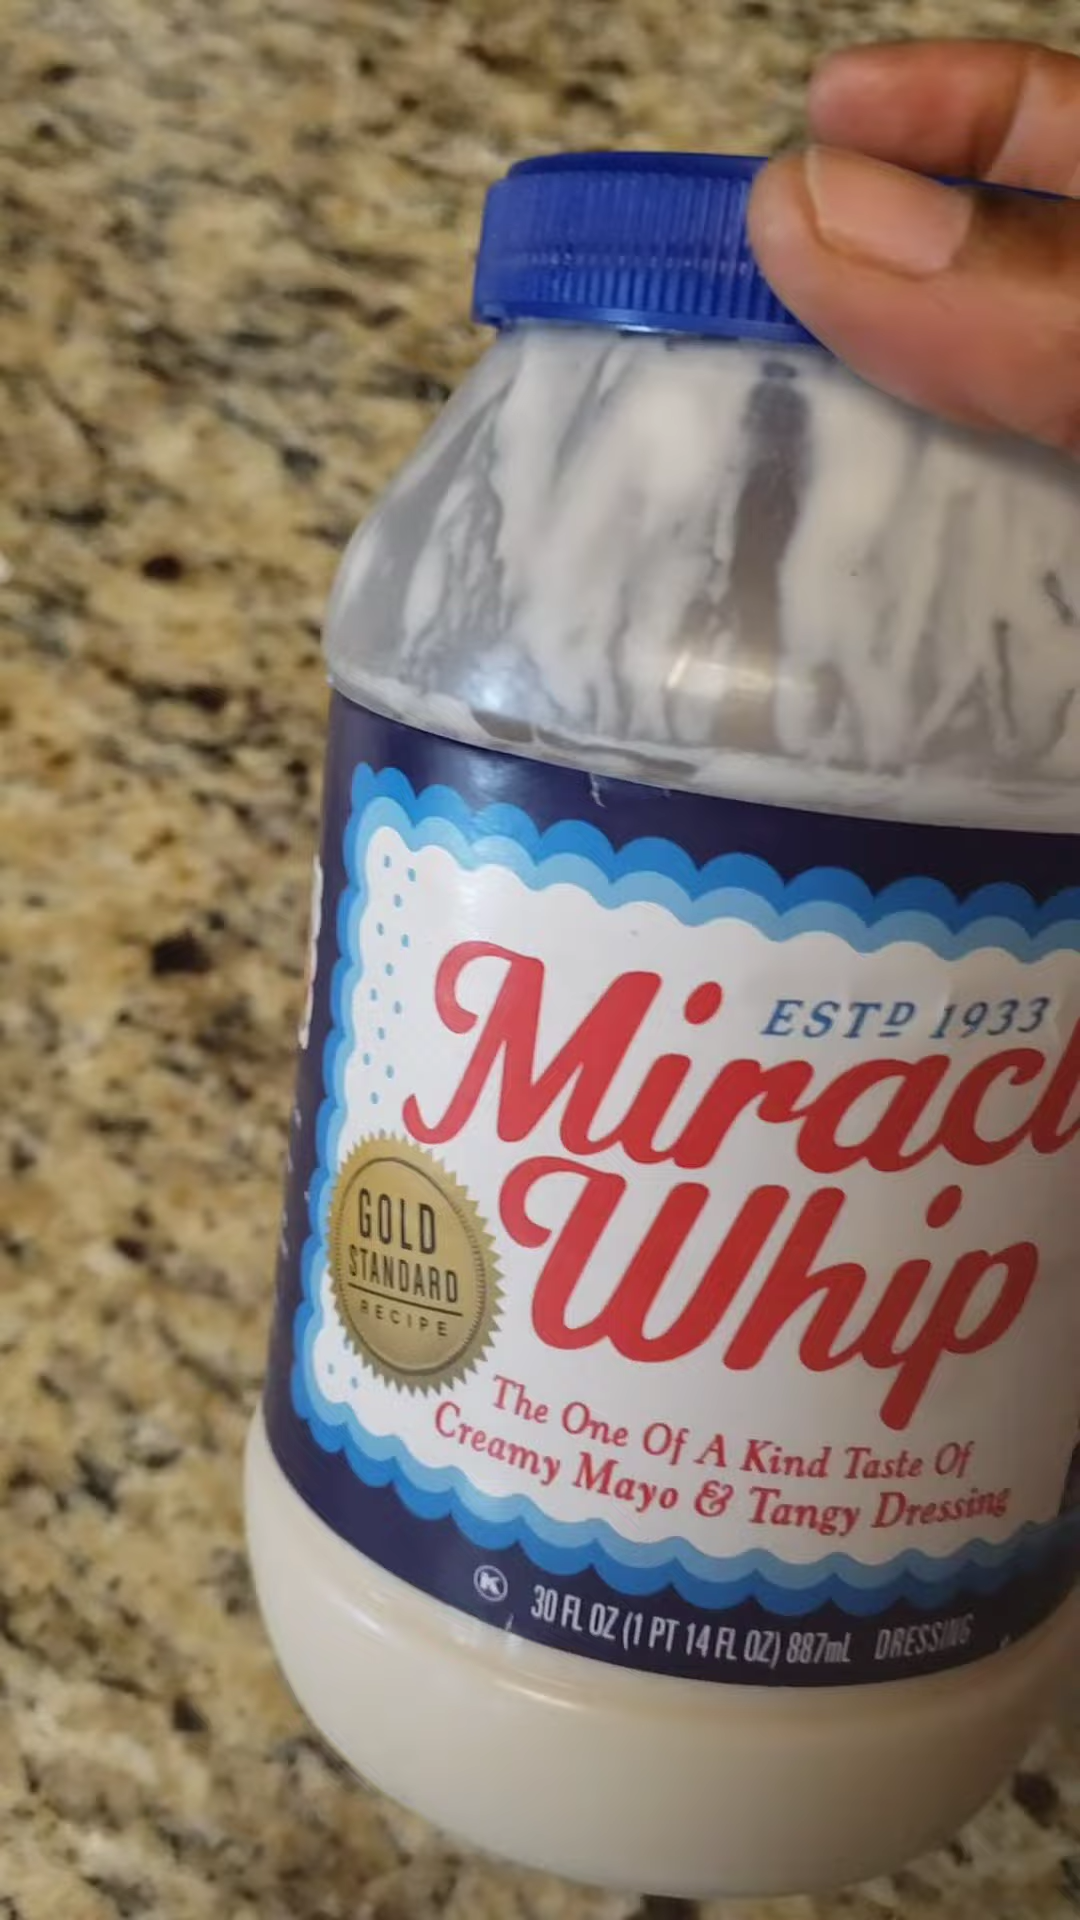 ESTD 1933
Miracl
Whip
GOLD
STANDARD
RECIPE
The One Of A Kind Taste Of
Creamy Mayo & Tangy Dressing
K 30 FL OZ (1 PT 14 FL OZ) 887mL DRESSING